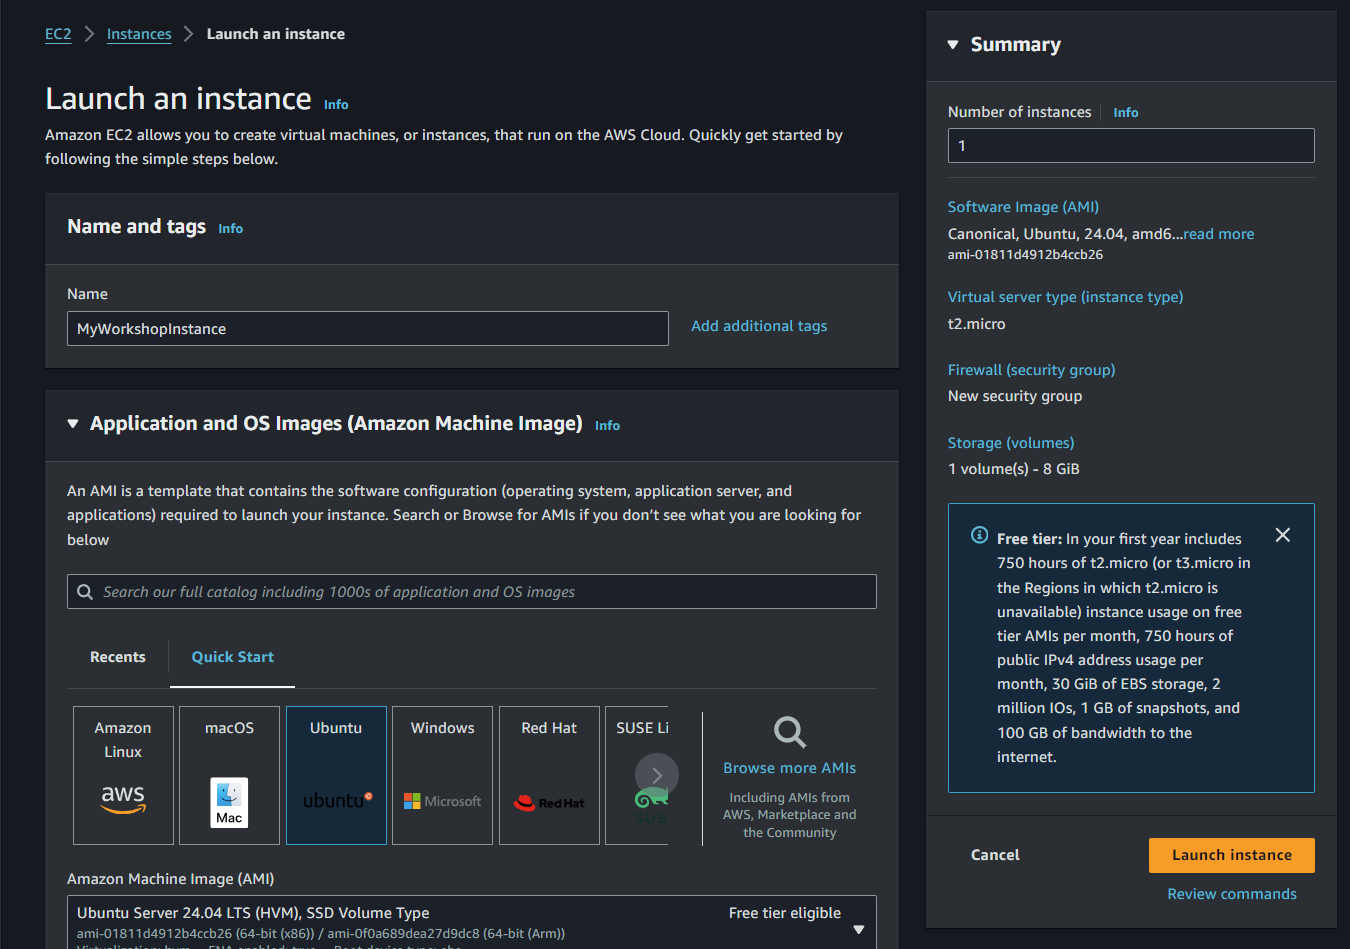 EC2 > Instances > Launch an instance
Launch an instance Info
Amazon EC2 allows you to create virtual machines, or instances, that run on the AWS Cloud. Quickly get started by
following the simple steps below.
Name and tags Info
Name
MyWorkshopInstance
Add additional tags
Application and OS Images (Amazon Machine Image) Info
An AMI is a template that contains the software configuration (operating system, application server, and
applications) required to launch your instance. Search or Browse for AMIs if you don't see what you are looking for
below
Search our full catalog including 1000s of application and OS images
Recents
Quick Start
Amazon
Linux
aws
macOS
Mac
Ubuntu
ubuntu
Windows
Microsoft
Red Hat
Red Hat
SUSE Li
Browse more AMIs
Including AMIs from
AWS, Marketplace and
the Community
Amazon Machine Image (AMI)
Ubuntu Server 24.04 LTS (HVM), SSD Volume Type
Free tier eligible
ami-01811d4912b4ccb26 (64-bit (x86)) / ami-0f0a689dea27d9dc8 (64-bit (Arm))
Summary
Number of instances Info
1
Software Image (AMI)
Canonical, Ubuntu, 24.04, amd6...read more
ami-01811d4912b4ccb26
Virtual server type (instance type)
t2.micro
Firewall (security group)
New security group
Storage (volumes)
1 volume(s) - 8 GiB
Free tier: In your first year includes
750 hours of t2.micro (or t3.micro in
the Regions in which t2.micro is
unavailable) instance usage on free
tier AMIs per month, 750 hours of
public IPv4 address usage per
month, 30 GiB of EBS storage, 2
million IOs, 1 GB of snapshots, and
100 GB of bandwidth to the
internet.
Cancel
Launch instance
Review commands